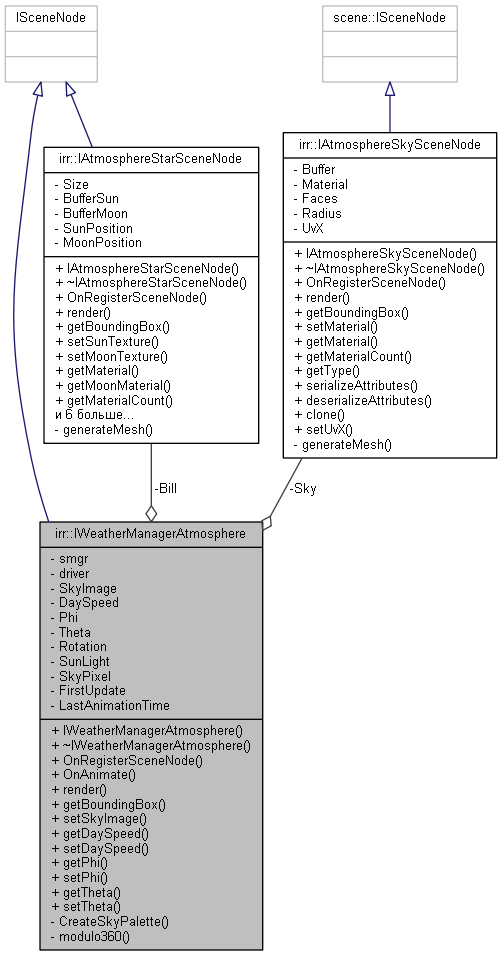 ISceneNode
scene::ISceneNode
irr::IAtmosphereStarSceneNode
- Size
- BufferSun
- BufferMoon
- SunPosition
- MoonPosition
+ IAtmosphereStarSceneNode()
+ ~IAtmosphereStarSceneNode()
+ OnRegisterSceneNode()
+ render()
+ getBoundingBox()
+ setSunTexture()
+ setMoonTexture()
+ getMaterial()
+ getMoonMaterial()
+ getMaterialCount()
и 6 больше...
- generateMesh()
irr::IAtmosphereSkySceneNode
- Buffer
- Material
- Faces
- Radius
- UvX
+ IAtmosphereSkySceneNode()
+ ~IAtmosphereSkySceneNode()
+ OnRegisterSceneNode()
+ render()
+ getBoundingBox()
+ setMaterial()
+ getMaterial()
+ getMaterialCount()
+ getType()
+ serializeAttributes()
+ deserializeAttributes()
+ clone()
+ setUvX()
- generateMesh()
-Bill
-Sky
irr::IWeatherManagerAtmosphere
- smgr
- driver
- SkyImage
- DaySpeed
- Phi
- Theta
- Rotation
- SunLight
- SkyPixel
- FirstUpdate
- LastAnimationTime
+ IWeatherManagerAtmosphere()
+ ~IWeatherManagerAtmosphere()
+ OnRegisterSceneNode()
+ OnAnimate()
+ render()
+ getBoundingBox()
+ setSkyImage()
+ getDaySpeed()
+ setDaySpeed()
+ getPhi()
+ setPhi()
+ getTheta()
+ setTheta()
- CreateSkyPalette()
- modulo360()